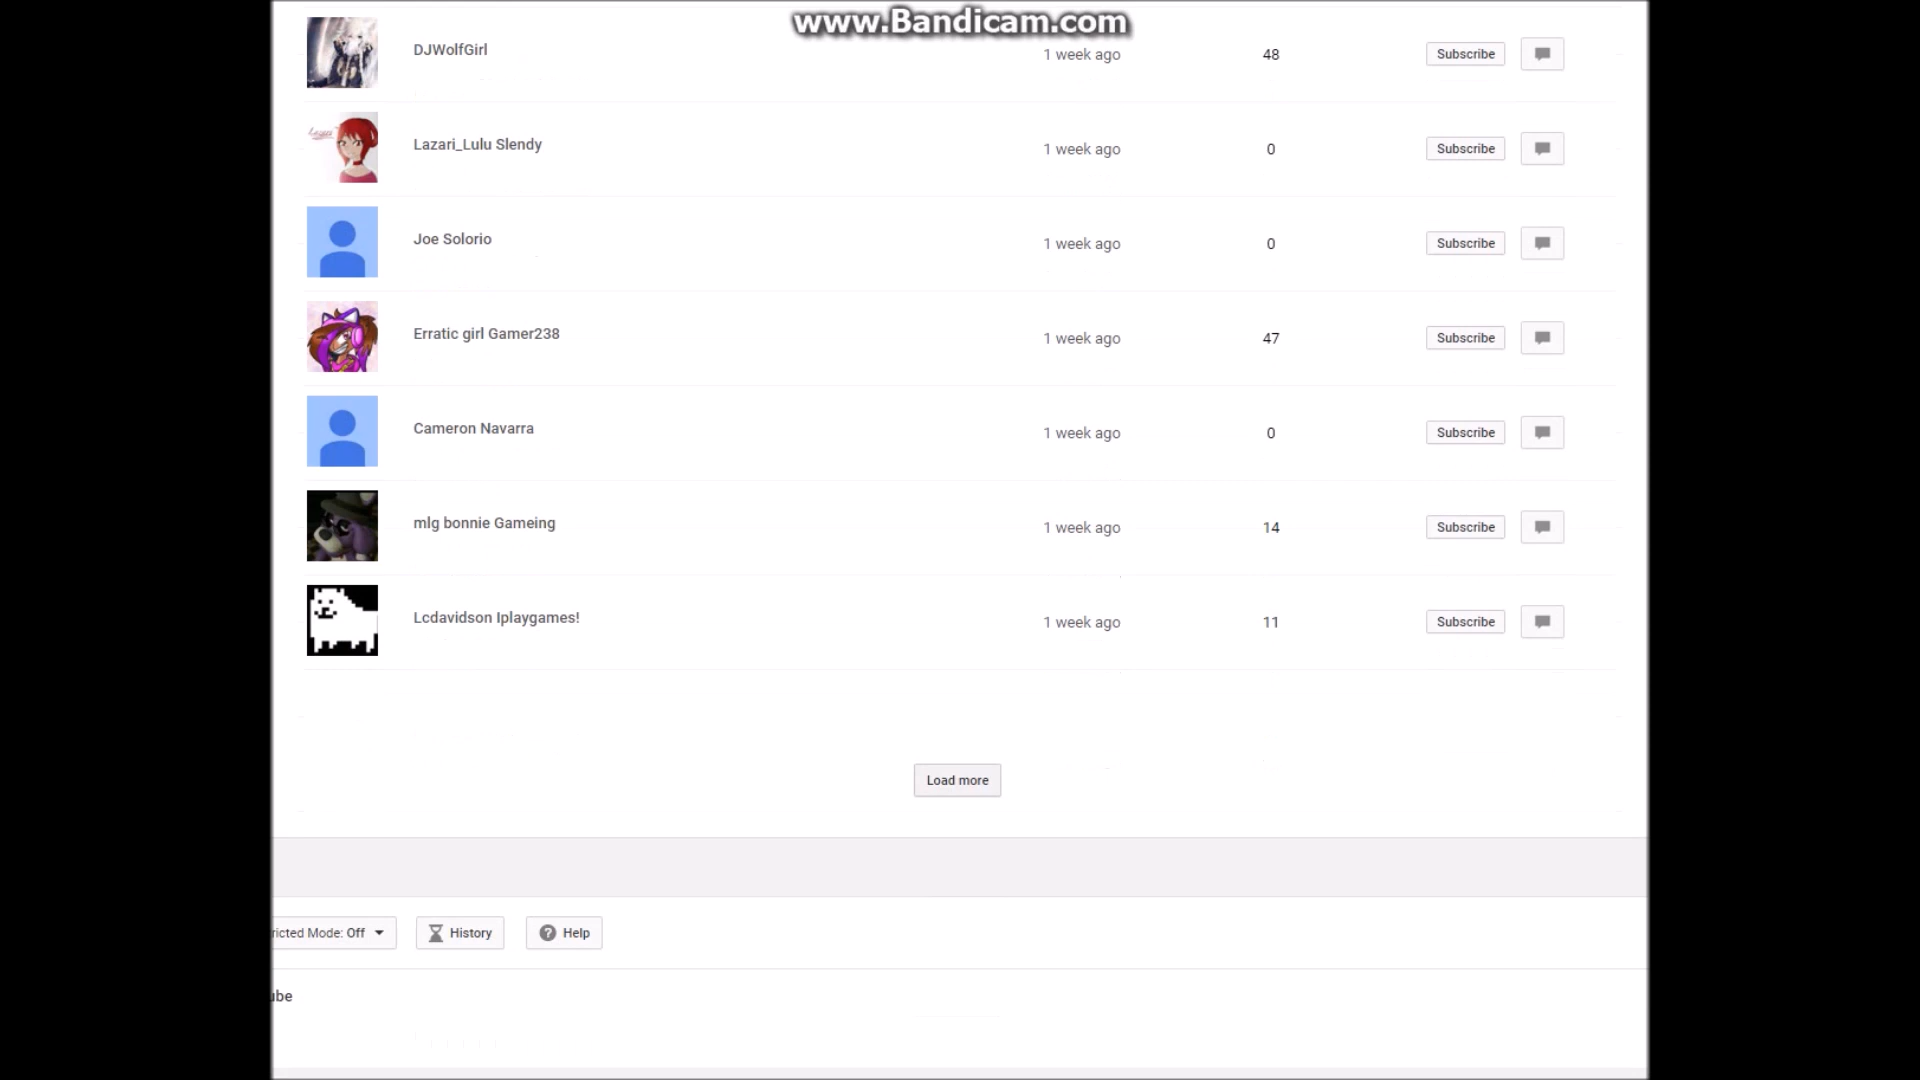 www.Bandicam.com
DJWolfGirl 1 week ago 48 Subscribe
Lazari_Lulu Slendy 1 week ago 0 Subscribe
Joe Solorio 1 week ago 0 Subscribe
Erratic girl Gamer238 1 week ago 47 Subscribe
Cameron Navarra 1 week ago 0 Subscribe
mlg bonnie Gameing 1 week ago 14 Subscribe
Lcdavidson Iplaygames! 1 week ago 11 Subscribe
Load more
ricted Mode: Off History Help
ube